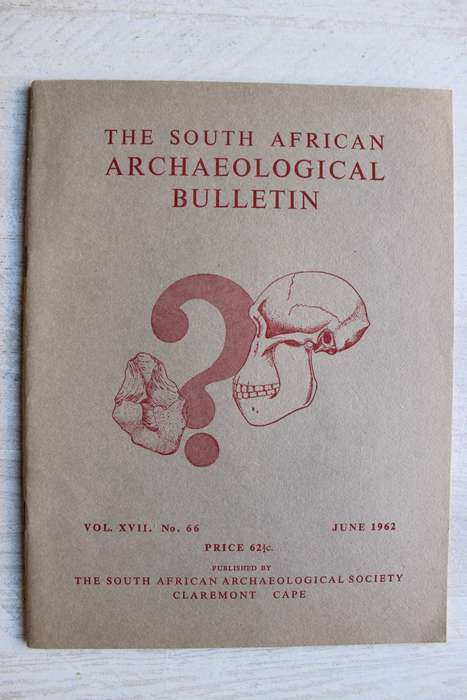 THE SOUTH AFRICAN
ARCHAEOLOGICAL
BULLETIN
?
VOL. XVII. No. 66 JUNE 1962
PRICE 62½c.
PUBLISHED BY
THE SOUTH AFRICAN ARCHAEOLOGICAL SOCIETY
CLAREMONT CAPE